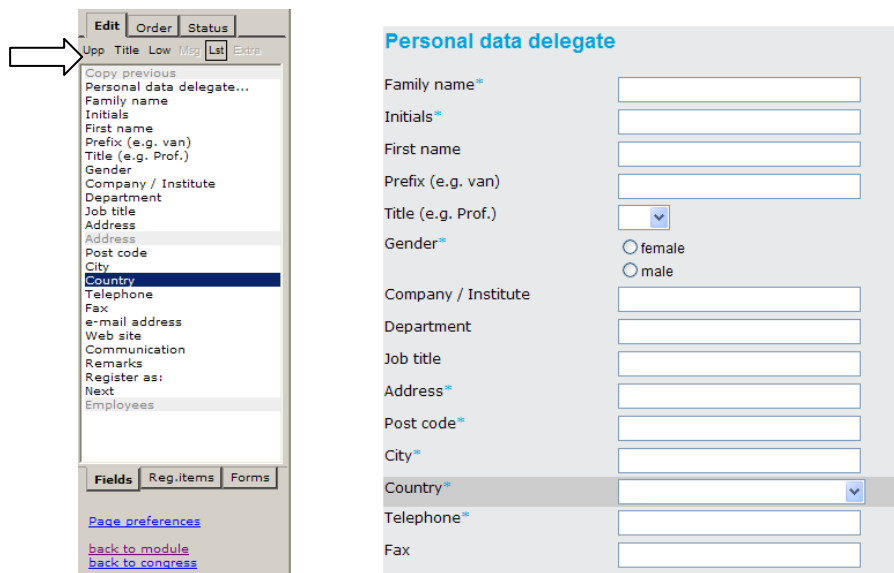 Edit Order Status
Upp Title Low Msg Lst Extra
Copy previous
Personal data delegate...
Family name
Initials
First name
Prefix (e.g. van)
Title (e.g. Prof.)
Gender
Company / Institute
Department
Job title
Address
Address
Post code
City
Country
Telephone
Fax
e-mail address
Web site
Communication
Remarks
Register as:
Next
Employees
Fields Reg.items Forms
Page preferences
back to module
back to congress
Personal data delegate
Family name*
Initials*
First name
Prefix (e.g. van)
Title (e.g. Prof.)
Gender*
female
male
Company / Institute
Department
Job title
Address*
Post code*
City*
Country*
Telephone*
Fax